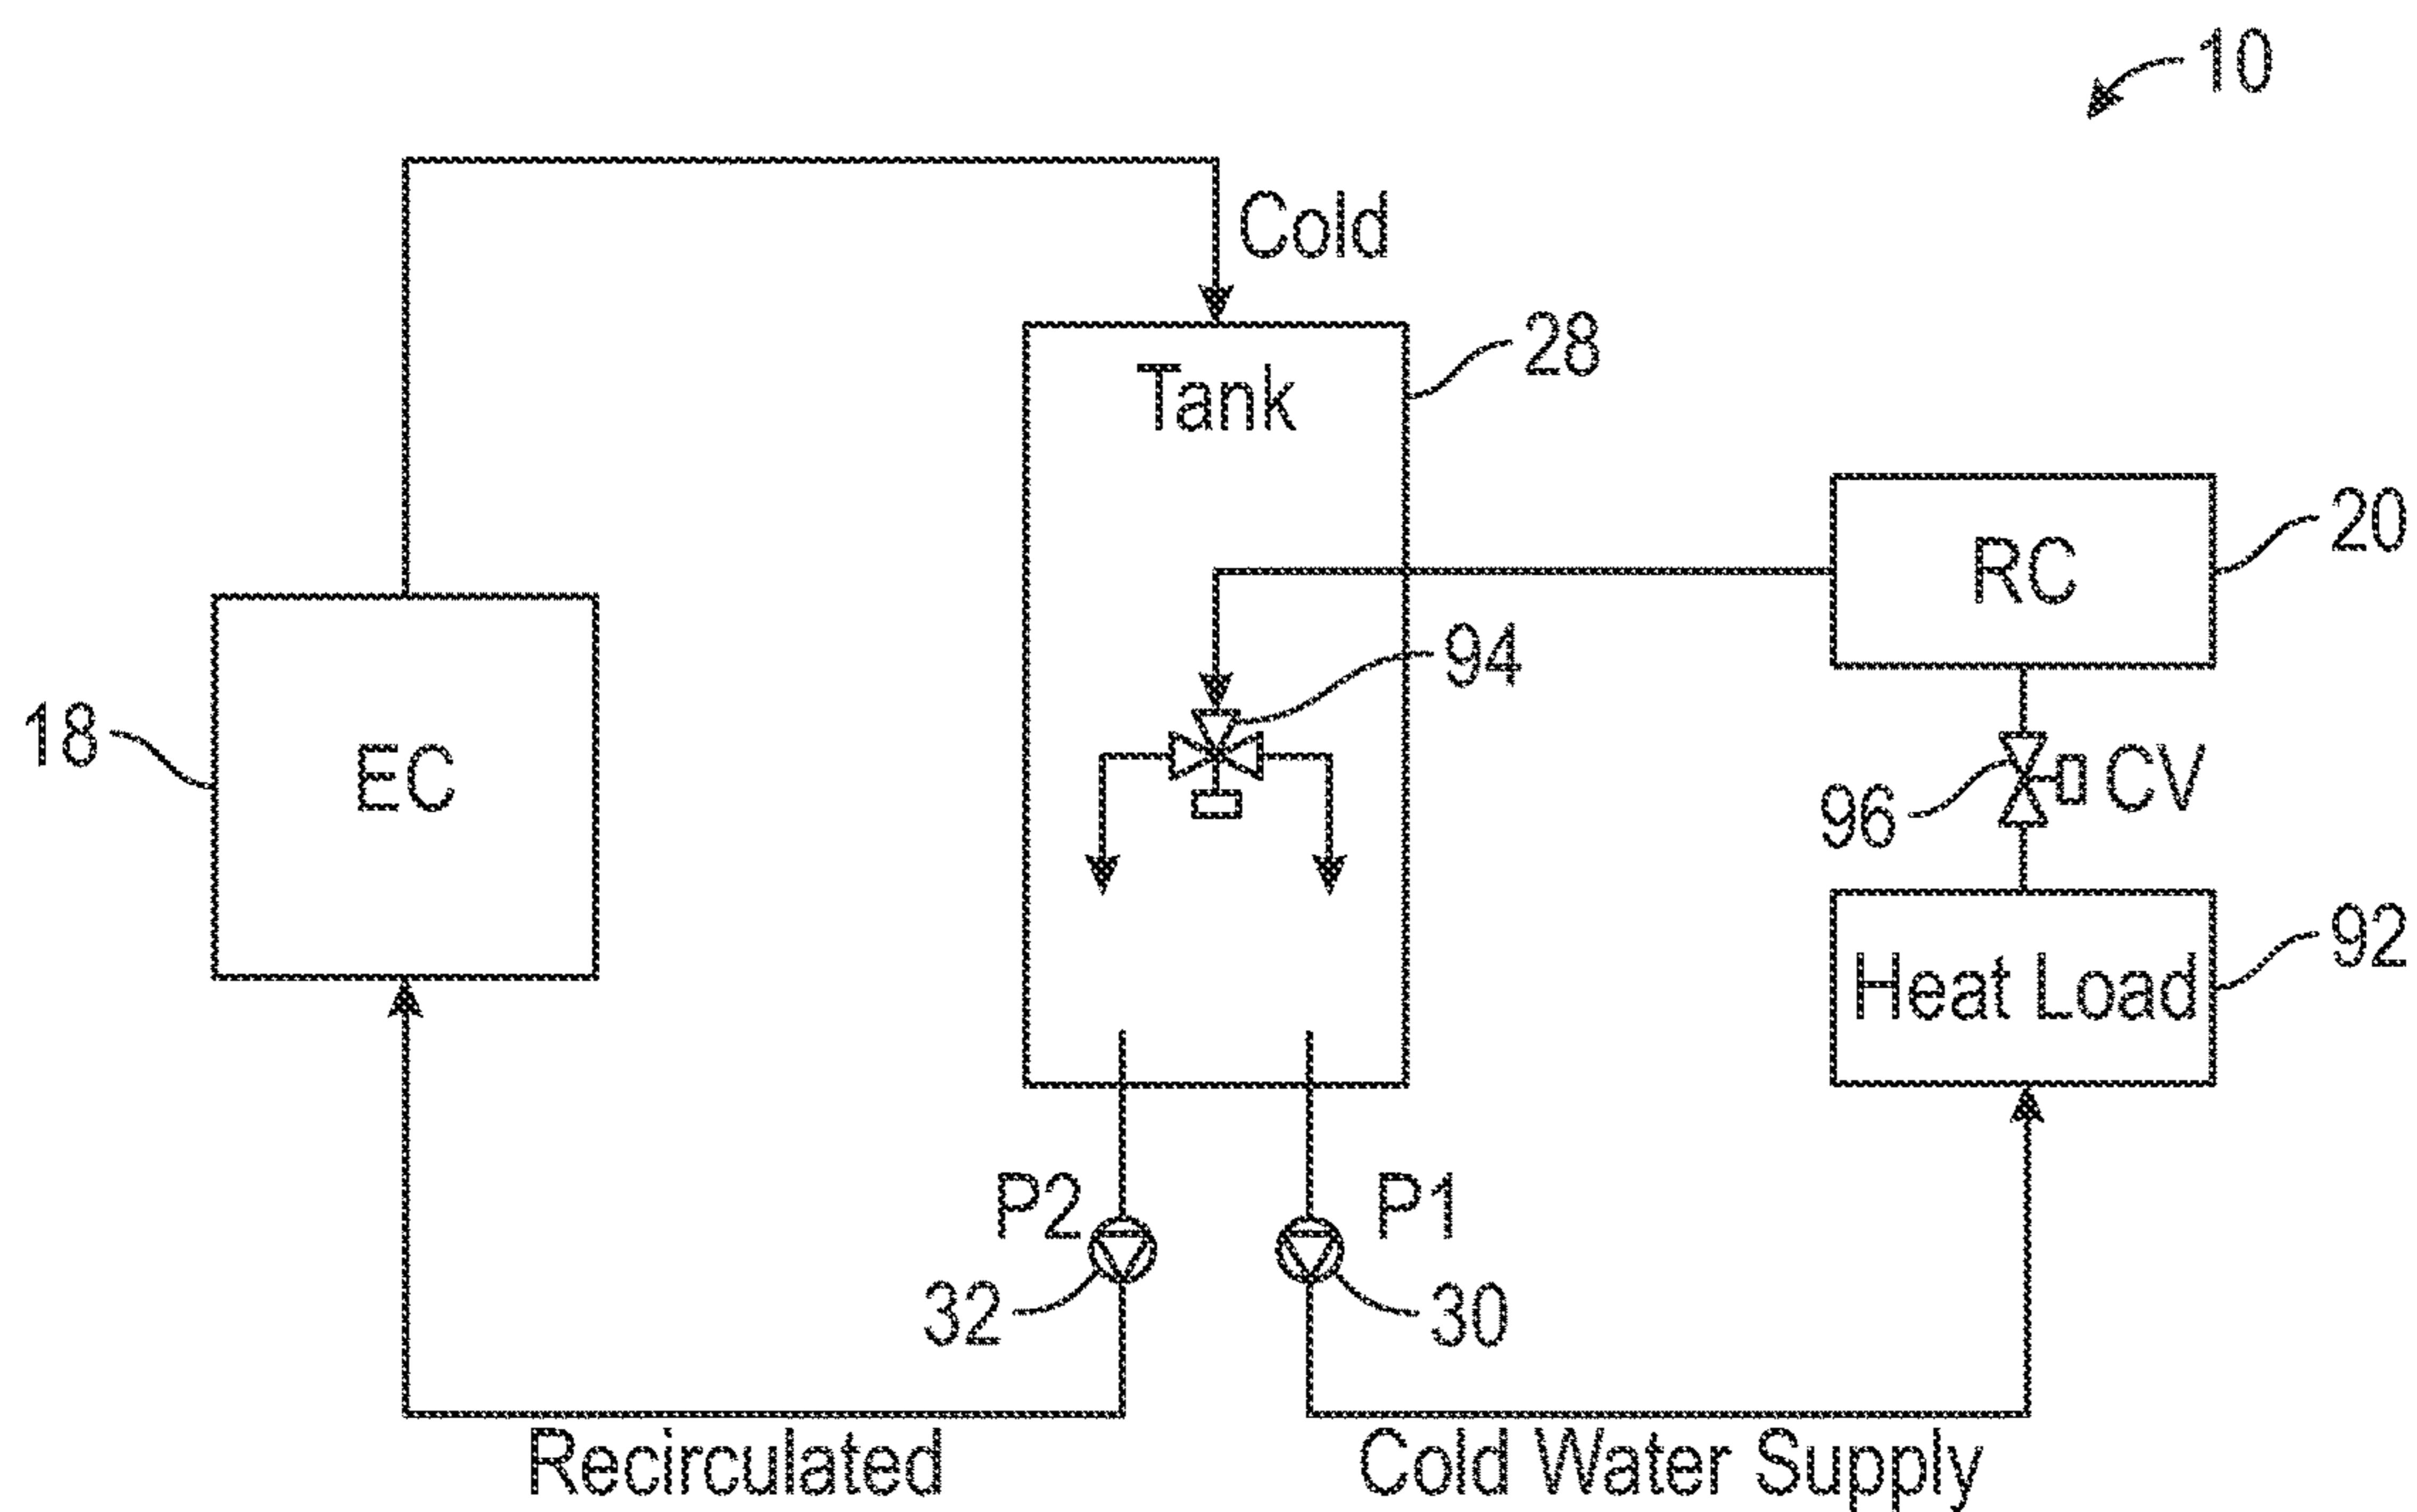 10
Cold
Tank
28
RC
20
94
18
EC
96
CV
Heat Load
92
P2
P1
32
30
Recirculated
Cold Water Supply